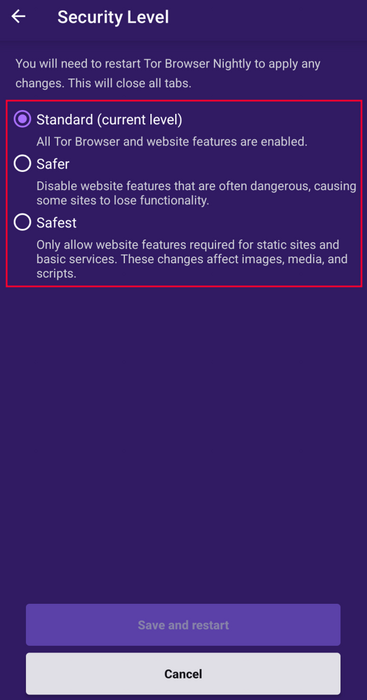 Security Level
You will need to restart Tor Browser Nightly to apply any
changes. This will close all tabs.
Standard (current level)
All Tor Browser and website features are enabled.
Safer
Disable website features that are often dangerous, causing
some sites to lose functionality.
Safest
Only allow website features required for static sites and
basic services. These changes affect images, media, and
scripts.
Save and restart
Cancel